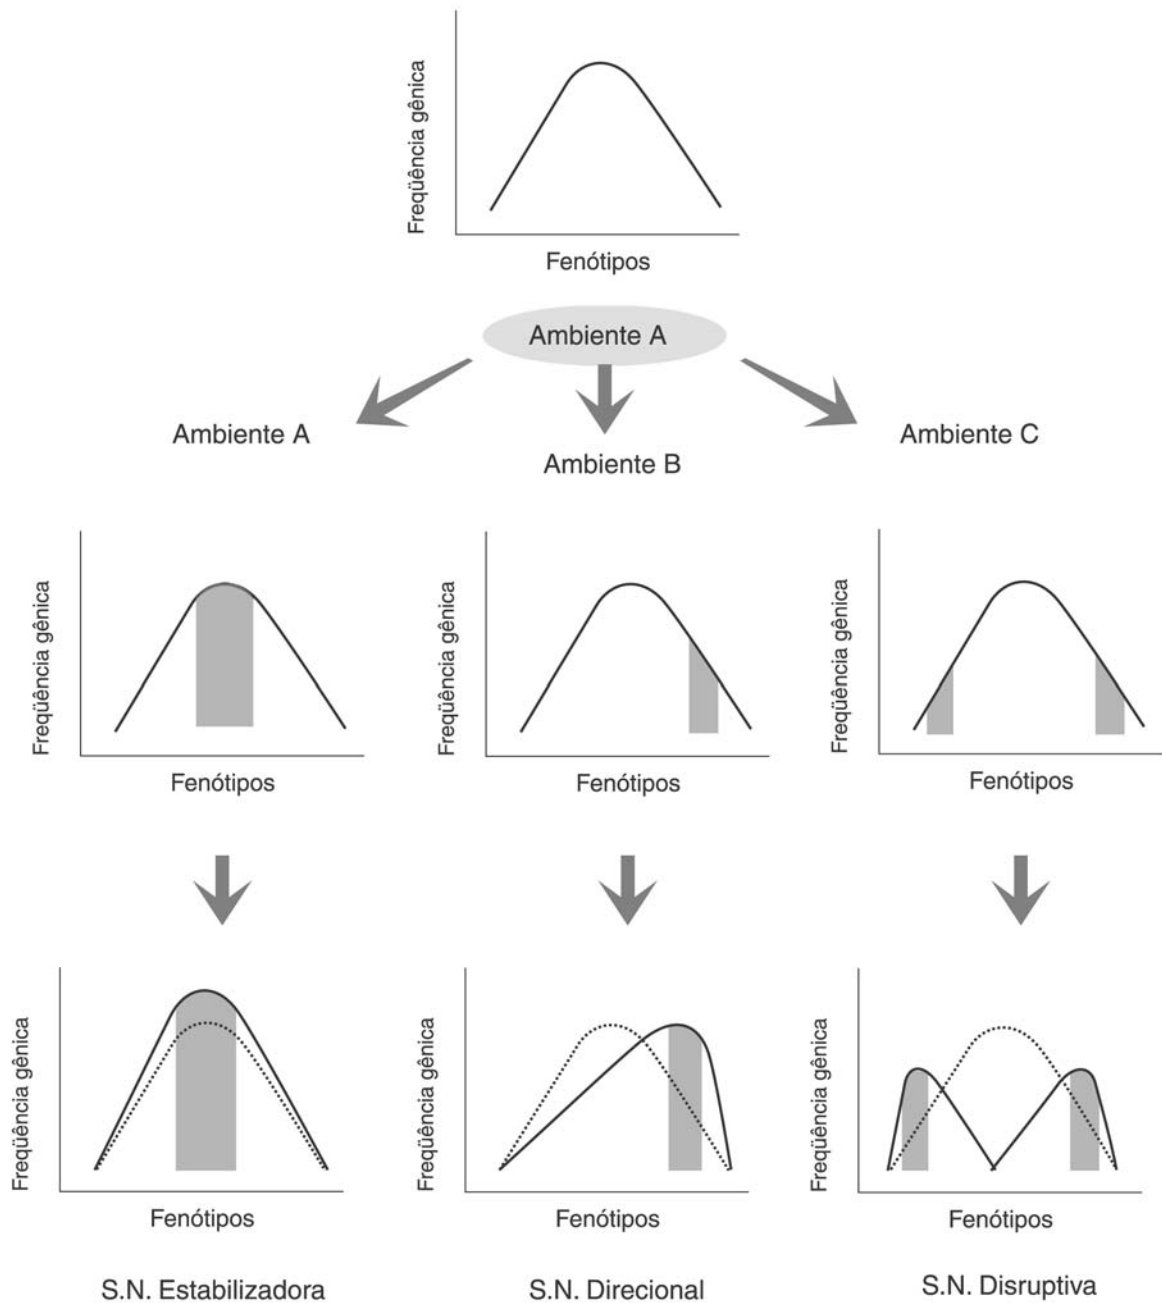 Freqüência gênica
Fenótipos
Ambiente A
Ambiente A
Ambiente B
Ambiente C
Freqüência gênica
Fenótipos
Freqüência gênica
Fenótipos
Freqüência gênica
Fenótipos
Freqüência gênica
Fenótipos
Freqüência gênica
Fenótipos
Freqüência gênica
Fenótipos
S.N. Estabilizadora
S.N. Direcional
S.N. Disruptiva